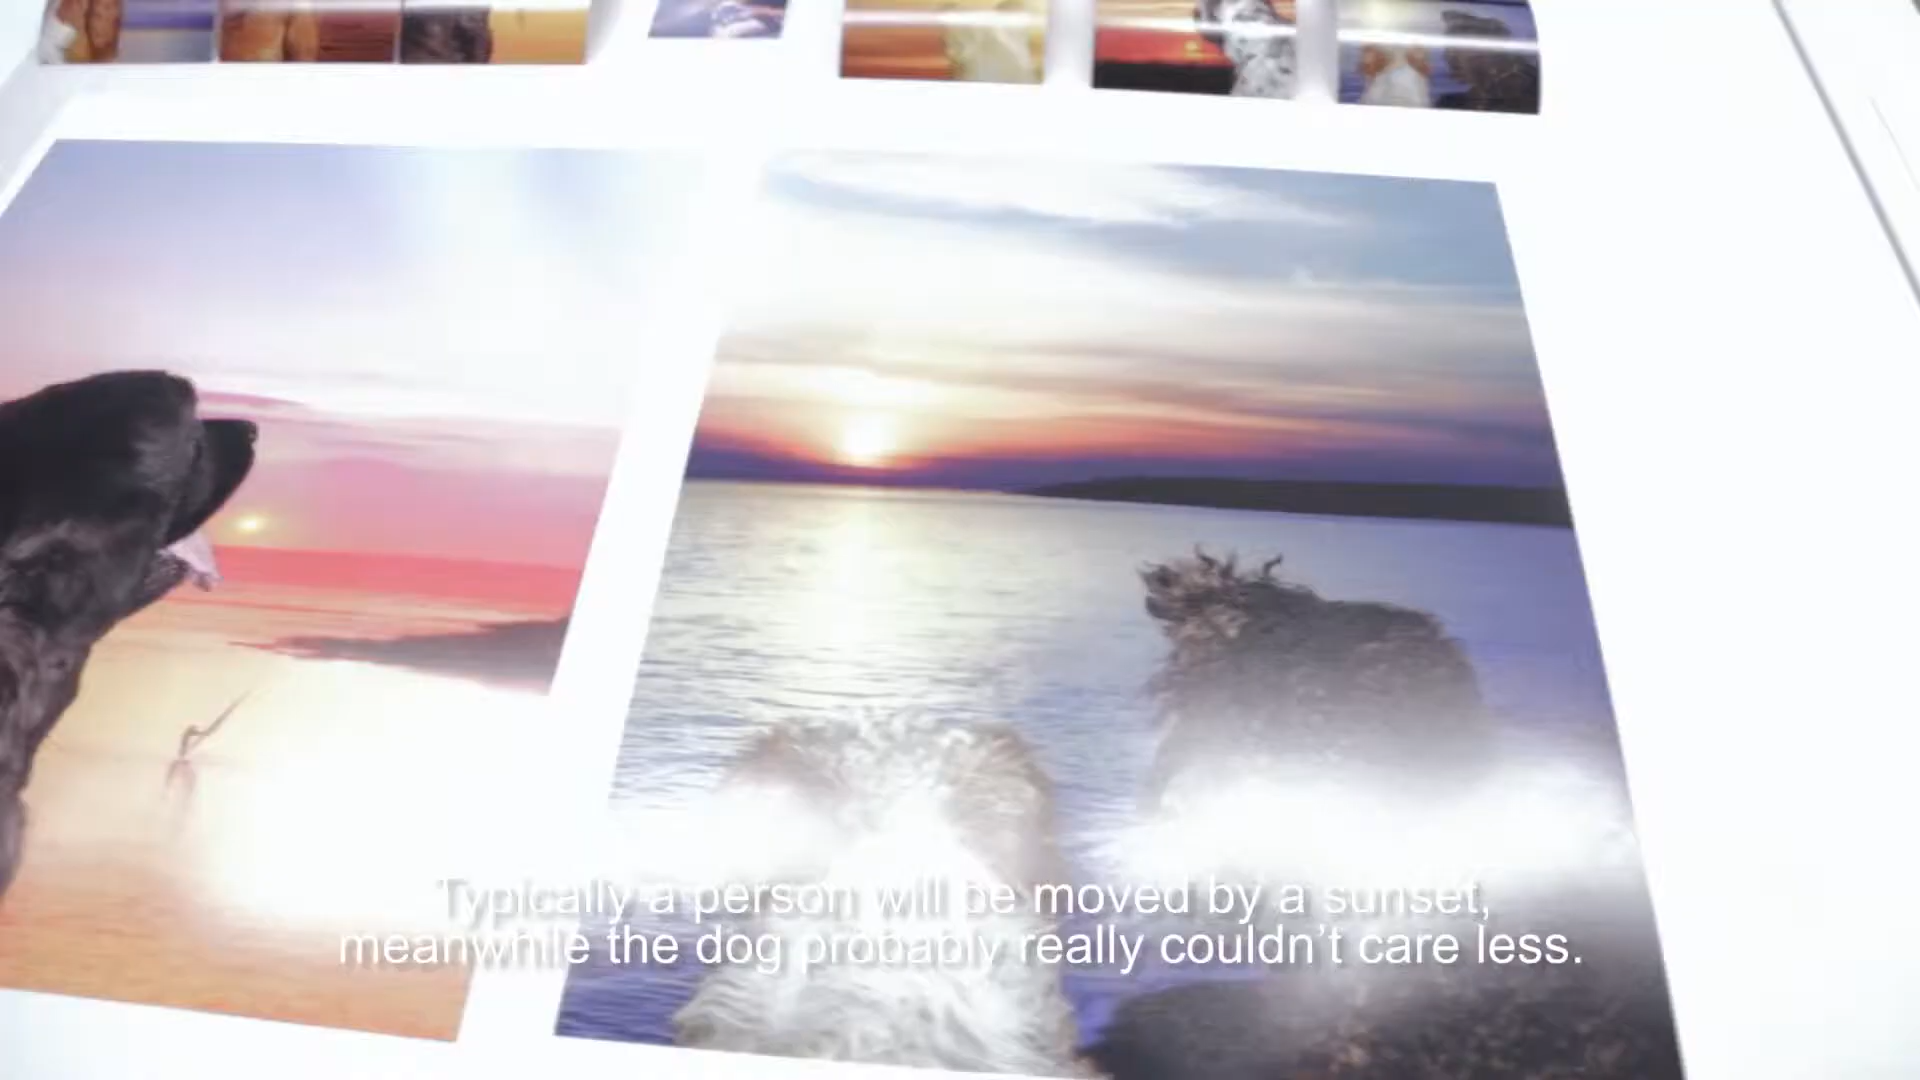 Typically a person will be moved by a sunset,
meanwhile the dog probably really couldn't care less.